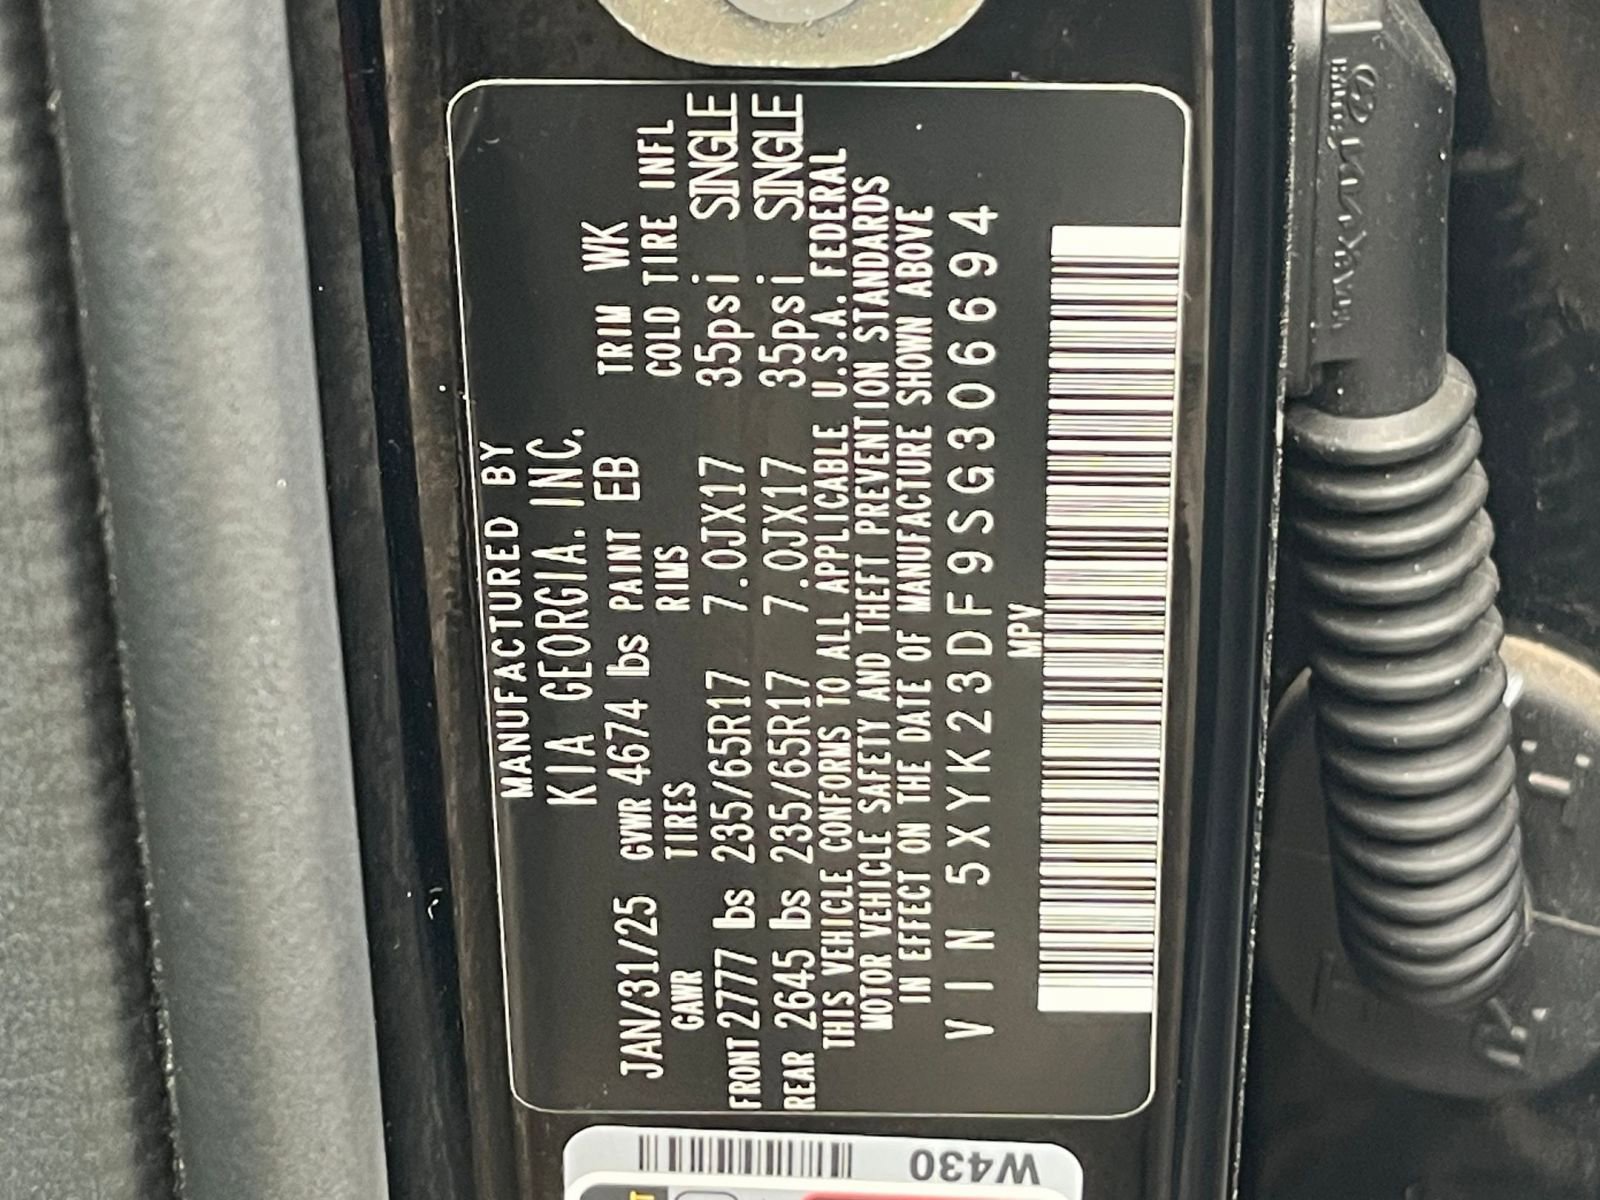 MANUFACTURED BY
KIA GEORGIA. INC.
JAN/31/25 GVWR 4674 lbs PAINT EB TRIM WK
GAWR TIRES RIMS COLD TIRE INFL
FRONT 2777 lbs 235/65R17 7.0JX17 35psi SINGLE
REAR 2645 lbs 235/65R17 7.0JX17 35psi SINGLE
THIS VEHICLE CONFORMS TO ALL APPLICABLE U.S.A. FEDERAL
MOTOR VEHICLE SAFETY AND THEFT PREVENTION STANDARDS
IN EFFECT ON THE DATE OF MANUFACTURE SHOWN ABOVE
VIN 5XYK23DF9SG306694
MPV
W430